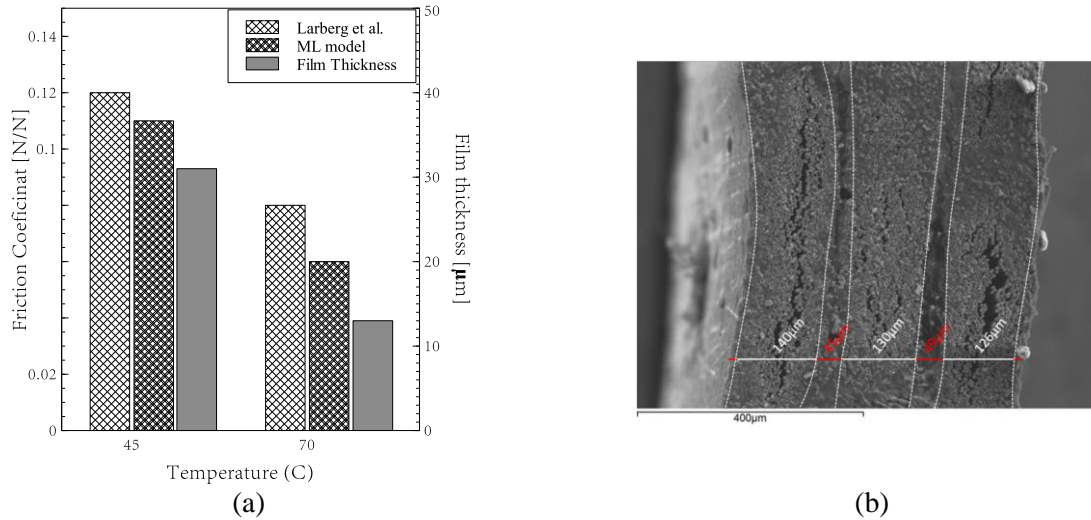 0.14
0.12
0.1
0.02
0
Friction Coeficinat [N/N]
Larberg et al.
ML model
Film Thickness
50
40
30
20
10
0
Film thickness [μm]
45
70
Temperature (C)
(a)
140μm
130μm
126μm
400μm
(b)